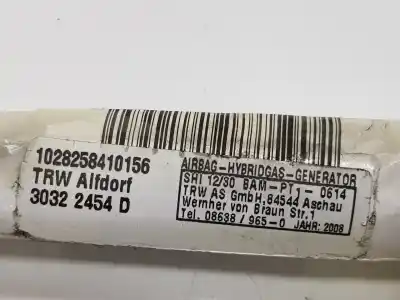 1028258410156
TRW Alfdorf
3032 2454 D
AIRBAG-HYBRIDGAS-GENERATOR
SHI 12/30 BAM-PT1-0614
TRW AS GmbH,84544 Aschau
Wernher von Braun Str.1
Tel. 08638/965-0 JAHR: 2008